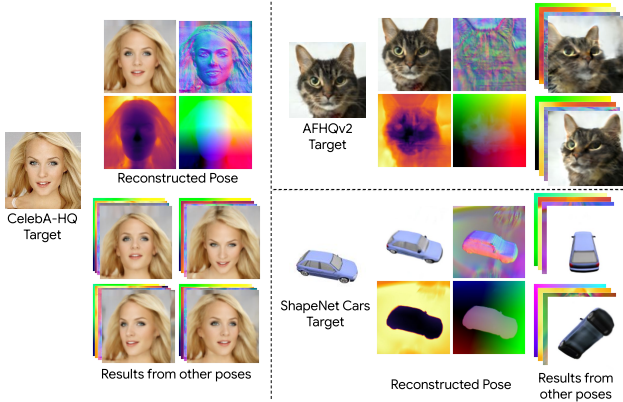 Reconstructed Pose
CelebA-HQ
Target
Results from other poses
AFHQv2
Target
ShapeNet Cars
Target
Reconstructed Pose
Results from
other poses